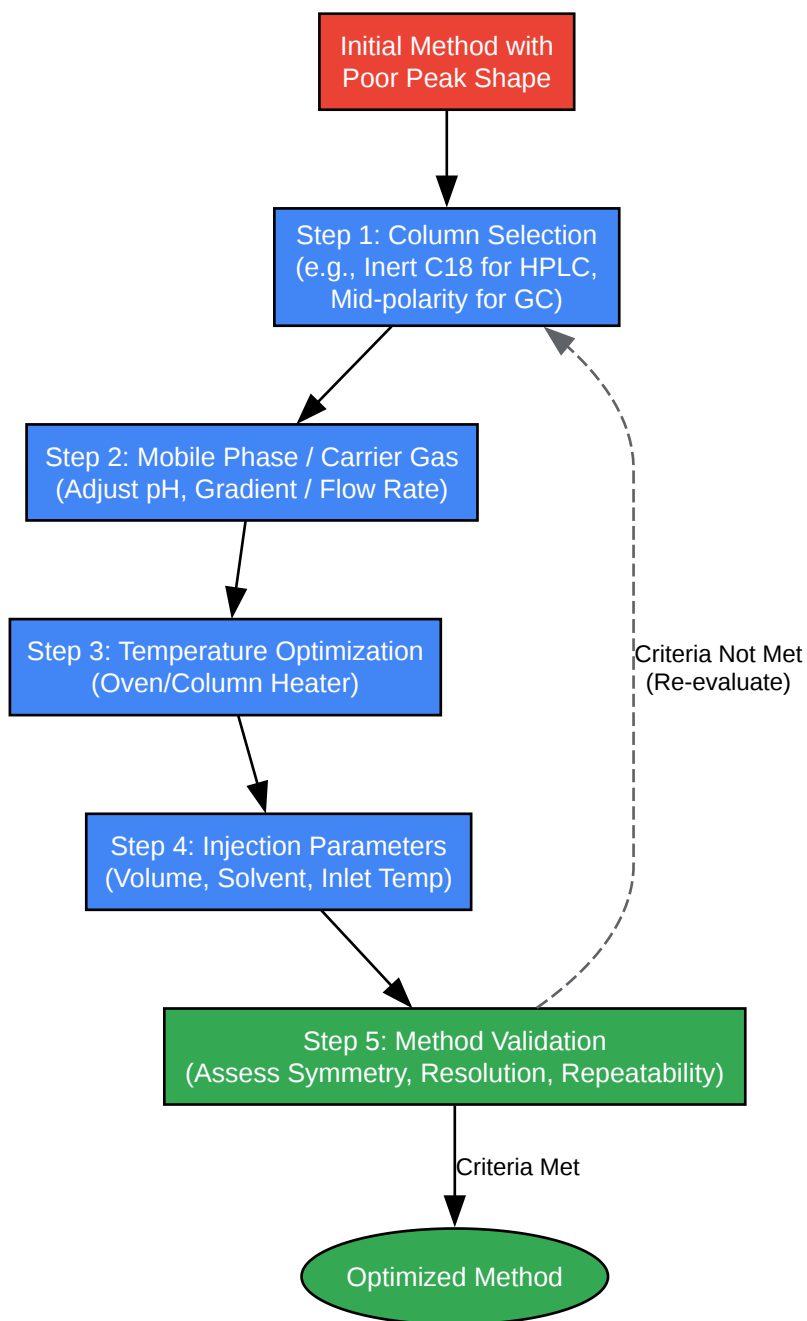 Initial Method with
Poor Peak Shape
Step 1: Column Selection
(e.g., Inert C18 for HPLC,
Mid-polarity for GC)
Step 2: Mobile Phase / Carrier Gas
(Adjust pH, Gradient / Flow Rate)
Step 3: Temperature Optimization
(Oven/Column Heater)
Criteria Not Met
(Re-evaluate)
Step 4: Injection Parameters
(Volume, Solvent, Inlet Temp)
Step 5: Method Validation
(Assess Symmetry, Resolution, Repeatability)
Criteria Met
Optimized Method